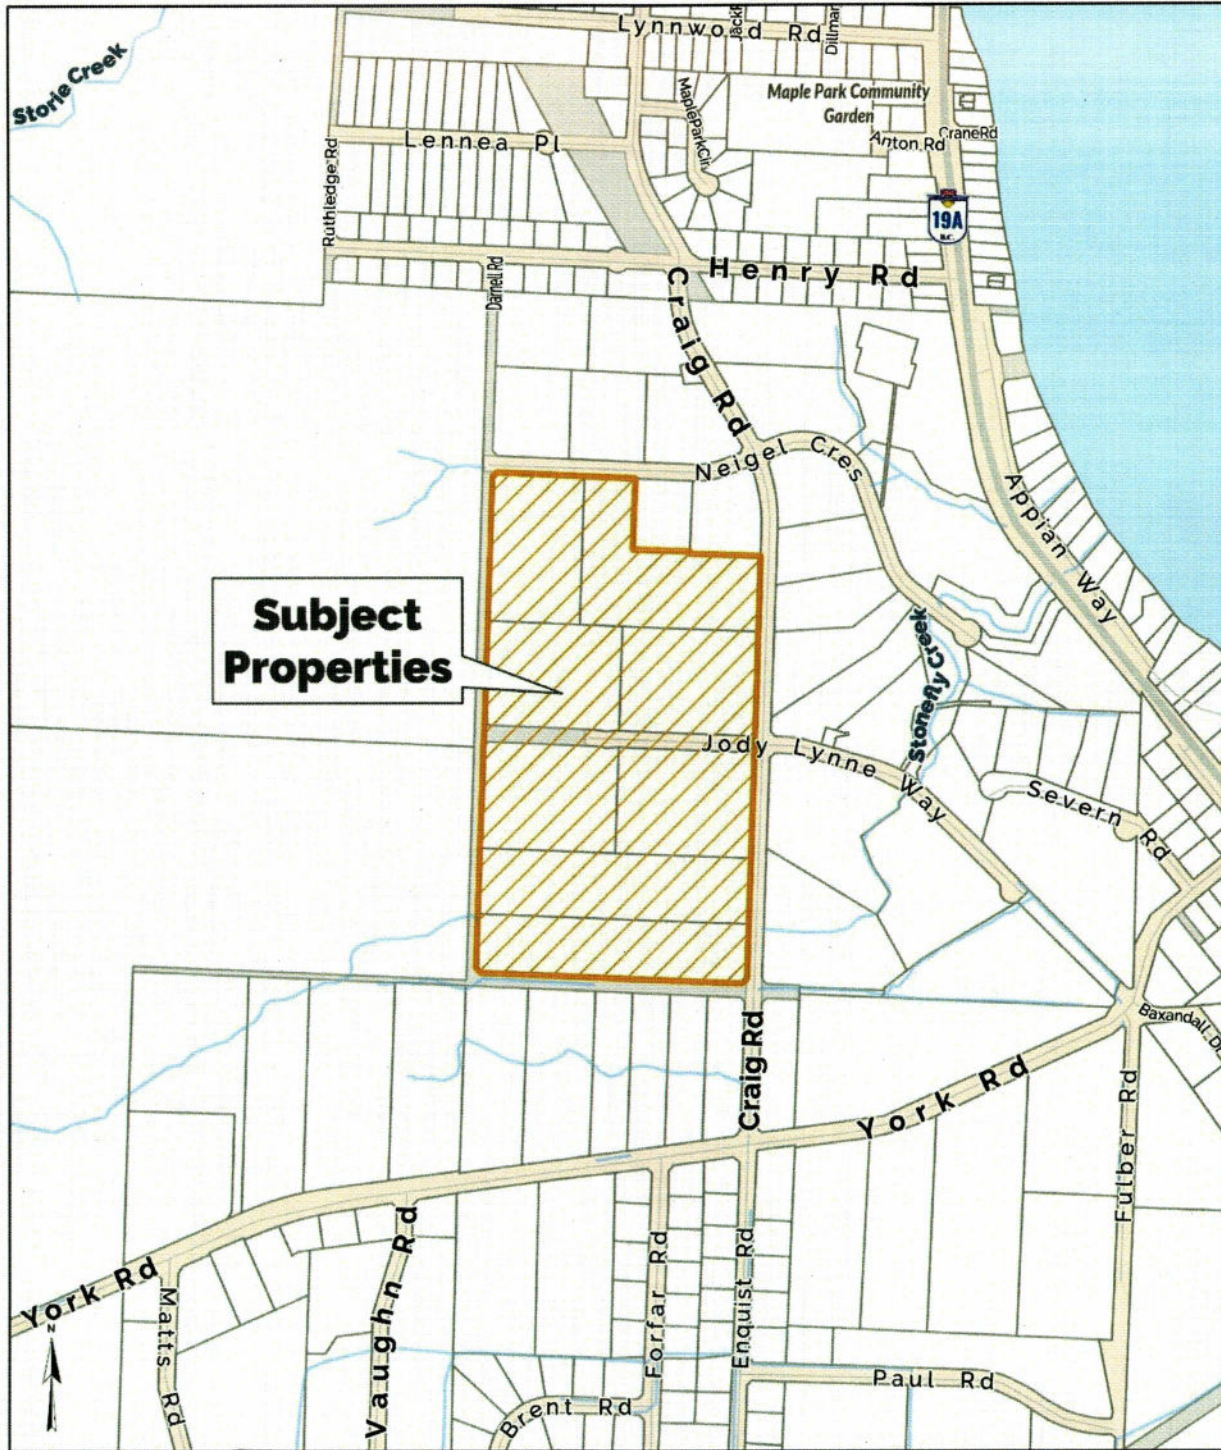 Lynnwood Rd
Dillman
Storie Creek
Maple Park Community
Garden
MapleParkCir
Anton Rd
CraneRd
Lennea Pl
Ruthledge Rd
19A
B.C.
Henry Rd
Darnell Rd
Craig Rd
Neigel Cres
Appian Way
Subject
Properties
Stonefly Creek
Jody Lynne Way
Severn Rd
Craig Rd
Baxandall Dr
York Rd
Fulber Rd
York Rd
Vaughn Rd
Forfar Rd
Enquist Rd
Matts Rd
N
Paul Rd
Brent Rd